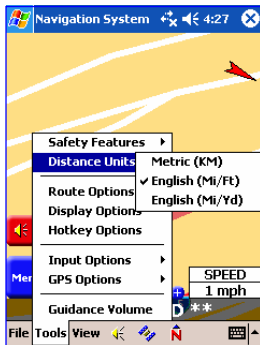 Navigation System 4:27
Safety Features
Distance Units
Metric (KM)
English (Mi/Ft)
English (Mi/Yd)
Route Options
Display Options
Hotkey Options
Input Options
GPS Options
Guidance Volume
SPEED
1 mph
D **
File Tools View N